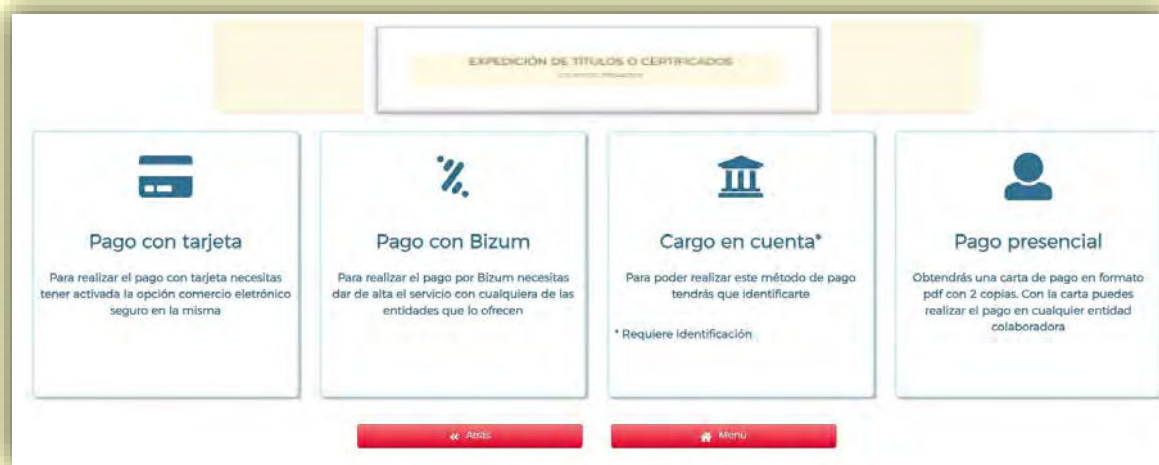 EXPEDICIÓN DE TÍTULOS O CERTIFICADOS
Pago con tarjeta
Para realizar el pago con tarjeta necesitas
tener activada la opción comercio eletrónico
seguro en la misma
Pago con Bizum
Para realizar el pago por Bizum necesitas
dar de alta el servicio con cualquiera de las
entidades que lo ofrecen
Cargo en cuenta*
Para poder realizar este método de pago
tendrás que identificarte
* Requiere identificación
Pago presencial
Obtendrás una carta de pago en formato
pdf con 2 copias. Con la carta puedes
realizar el pago en cualquier entidad
colaboradora
Atrás
Menú